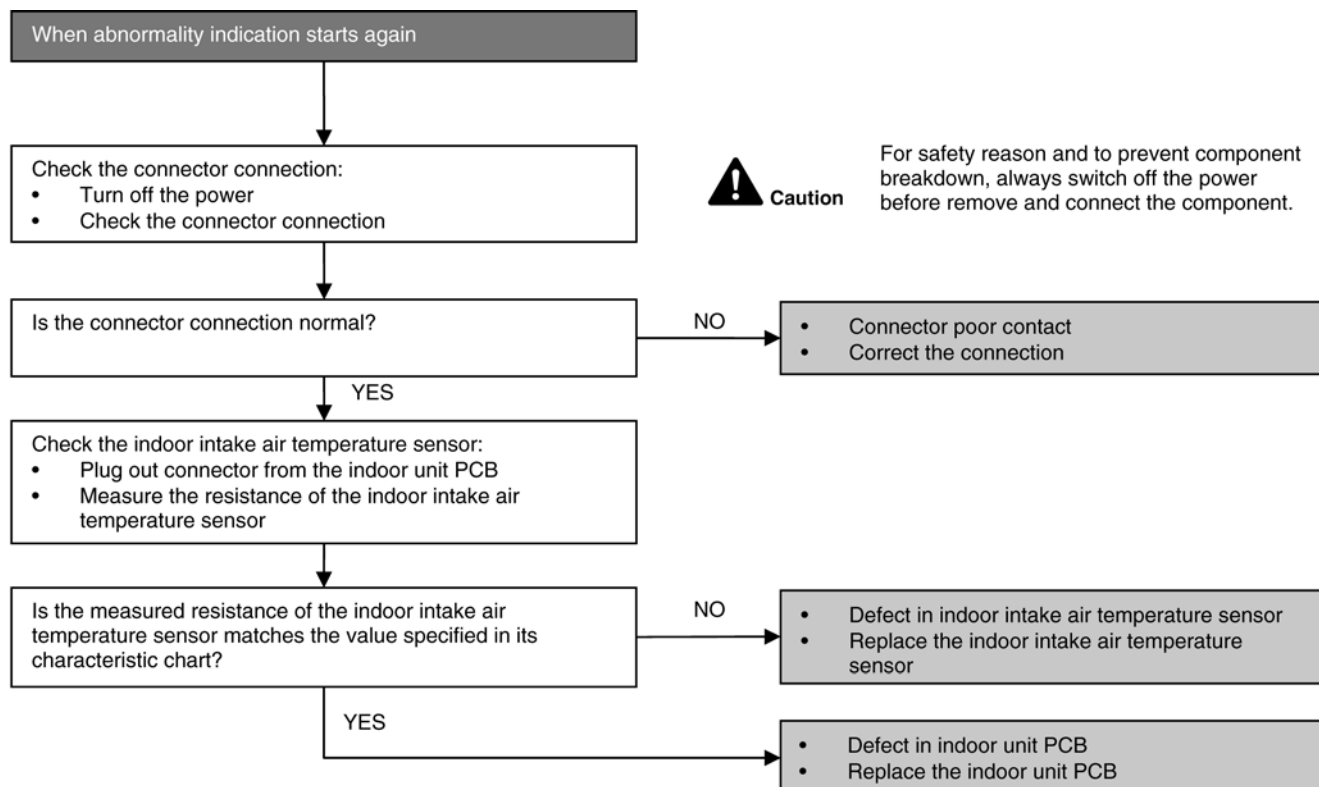 When abnormality indication starts again
Check the connector connection:
• Turn off the power
• Check the connector connection
For safety reason and to prevent component
breakdown, always switch off the power
before remove and connect the component.
Caution
Is the connector connection normal?
NO
• Connector poor contact
• Correct the connection
YES
Check the indoor intake air temperature sensor:
• Plug out connector from the indoor unit PCB
• Measure the resistance of the indoor intake air
temperature sensor
Is the measured resistance of the indoor intake air
temperature sensor matches the value specified in its
characteristic chart?
NO
• Defect in indoor intake air temperature sensor
• Replace the indoor intake air temperature
sensor
YES
• Defect in indoor unit PCB
• Replace the indoor unit PCB